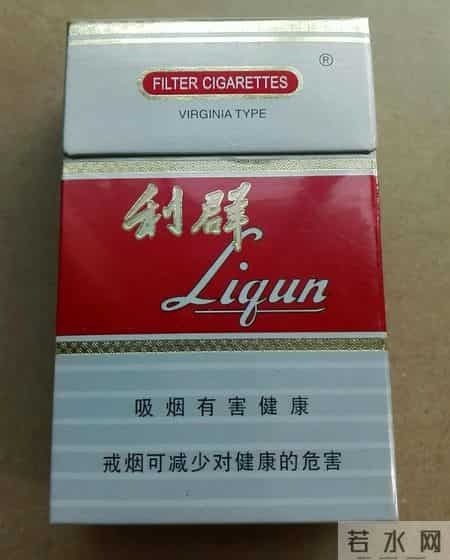 ®
FILTER CIGARETTES
VIRGINIA TYPE
利群
Liqun
吸烟有害健康
戒烟可减少对健康的危害
若水网